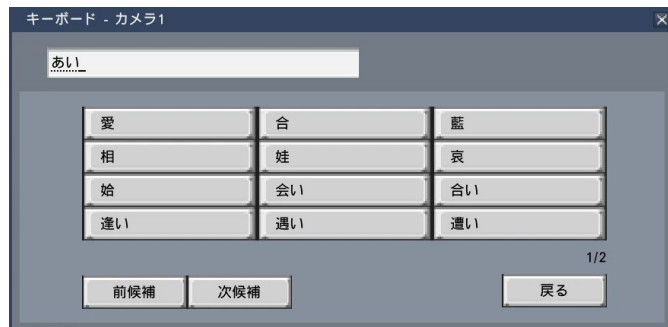 キーボード - カメラ1
あい
愛 合 藍
相 娃 哀
姶 会い 合い
逢い 遇い 遭い
1/2
前候補 次候補 戻る